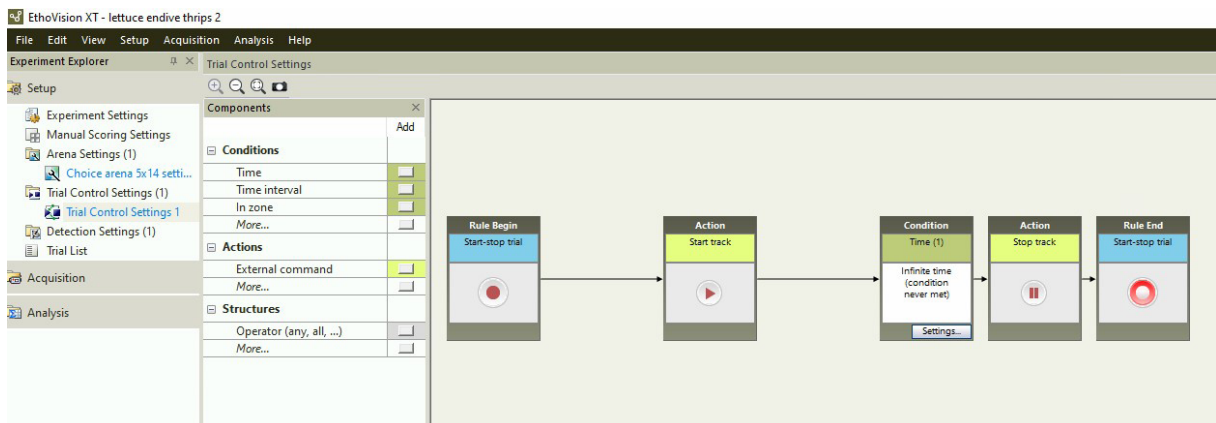 EthoVision XT - lettuce endive thrips 2
File Edit View Setup Acquisition Analysis Help
Experiment Explorer
Trial Control Settings
Setup
Experiment Settings
Manual Scoring Settings
Arena Settings (1)
Choice arena 5x14 setti...
Trial Control Settings (1)
Trial Control Settings 1
Detection Settings (1)
Trial List
Acquisition
Analysis
Components
Add
Conditions
Time
Time interval
In zone
More...
Actions
External command
More...
Structures
Operator (any, all, ...)
More...
Rule Begin
Start-stop trial
Action
Start track
Condition
Time (1)
Infinite time
(condition
never met)
Settings...
Action
Stop track
Rule End
Start-stop trial